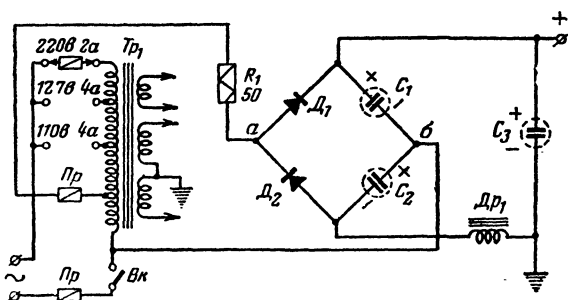 220в 2а
Тр₁
127в 4а
110в 4а
Пр
R₁
50
Д₁
Д₂
а
б
+
C₁
−
+
C₂
−
+
C₃
−
+
Др₁
~
Пр
Вк